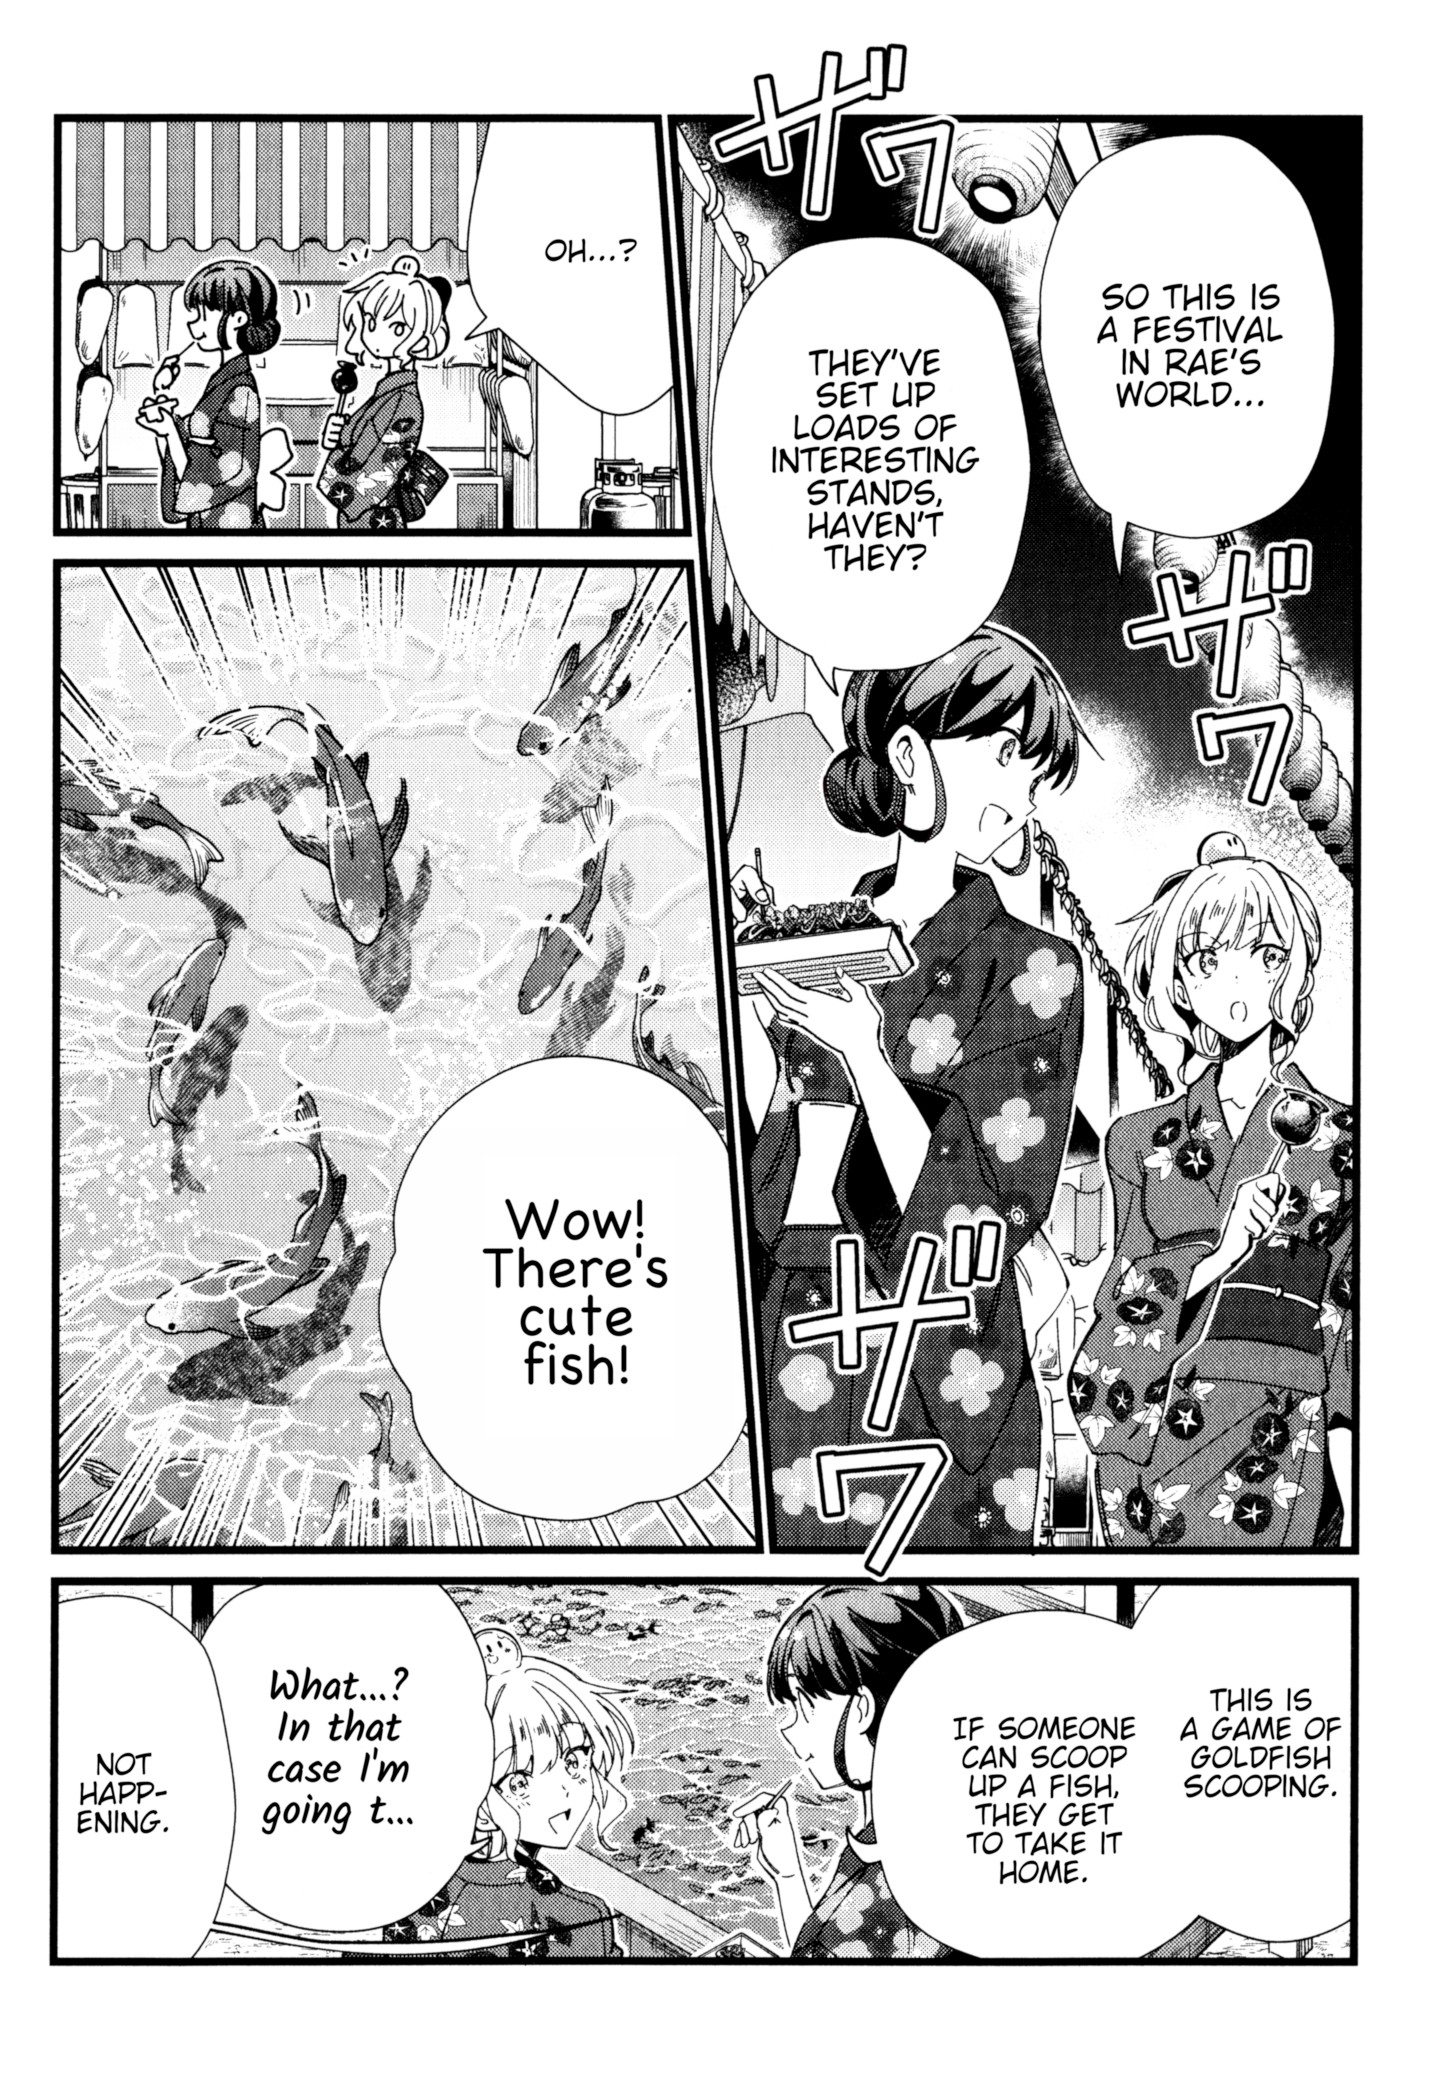 ザワ
SO THIS IS
A FESTIVAL
IN RAE'S
WORLD...
THEY'VE
SET UP
LOADS OF
INTERESTING
STANDS,
HAVEN'T
THEY?
ザワ
ザワ
OH...?
Wow!
There's
cute
fish!
THIS IS
A GAME OF
GOLDFISH
SCOOPING.
IF SOMEONE
CAN SCOOP
UP A FISH,
THEY GET
TO TAKE IT
HOME.
What...?
In that
case I'm
going t...
NOT
HAPP-
ENING.